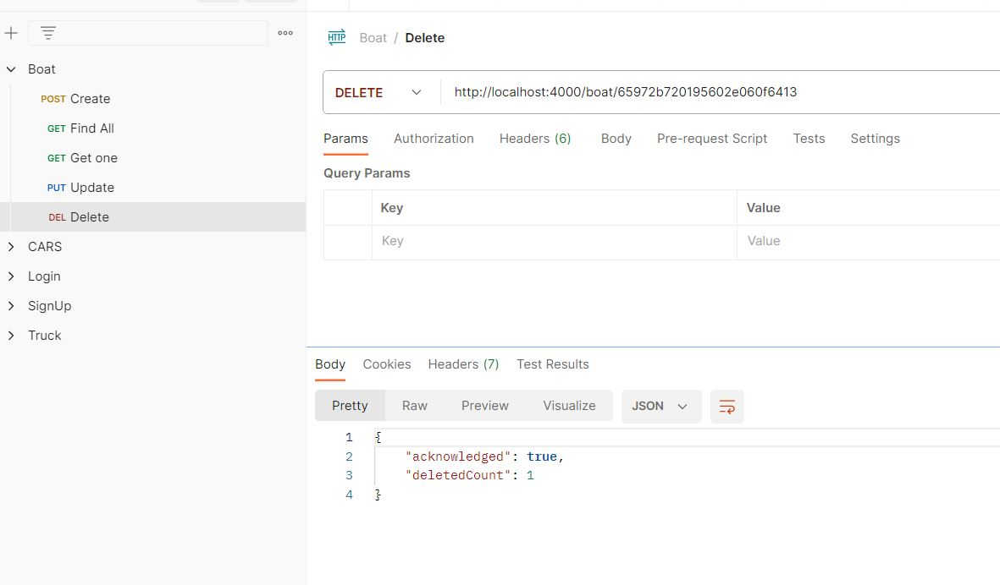 Boat
POST Create
GET Find All
GET Get one
PUT Update
DEL Delete
CARS
Login
SignUp
Truck
HTTP Boat / Delete
DELETE http://localhost:4000/boat/65972b720195602e060f6413
Params Authorization Headers (6) Body Pre-request Script Tests Settings
Query Params
Key Value
Key Value
Body Cookies Headers (7) Test Results
Pretty Raw Preview Visualize JSON
1 {
2 "acknowledged": true,
3 "deletedCount": 1
4 }